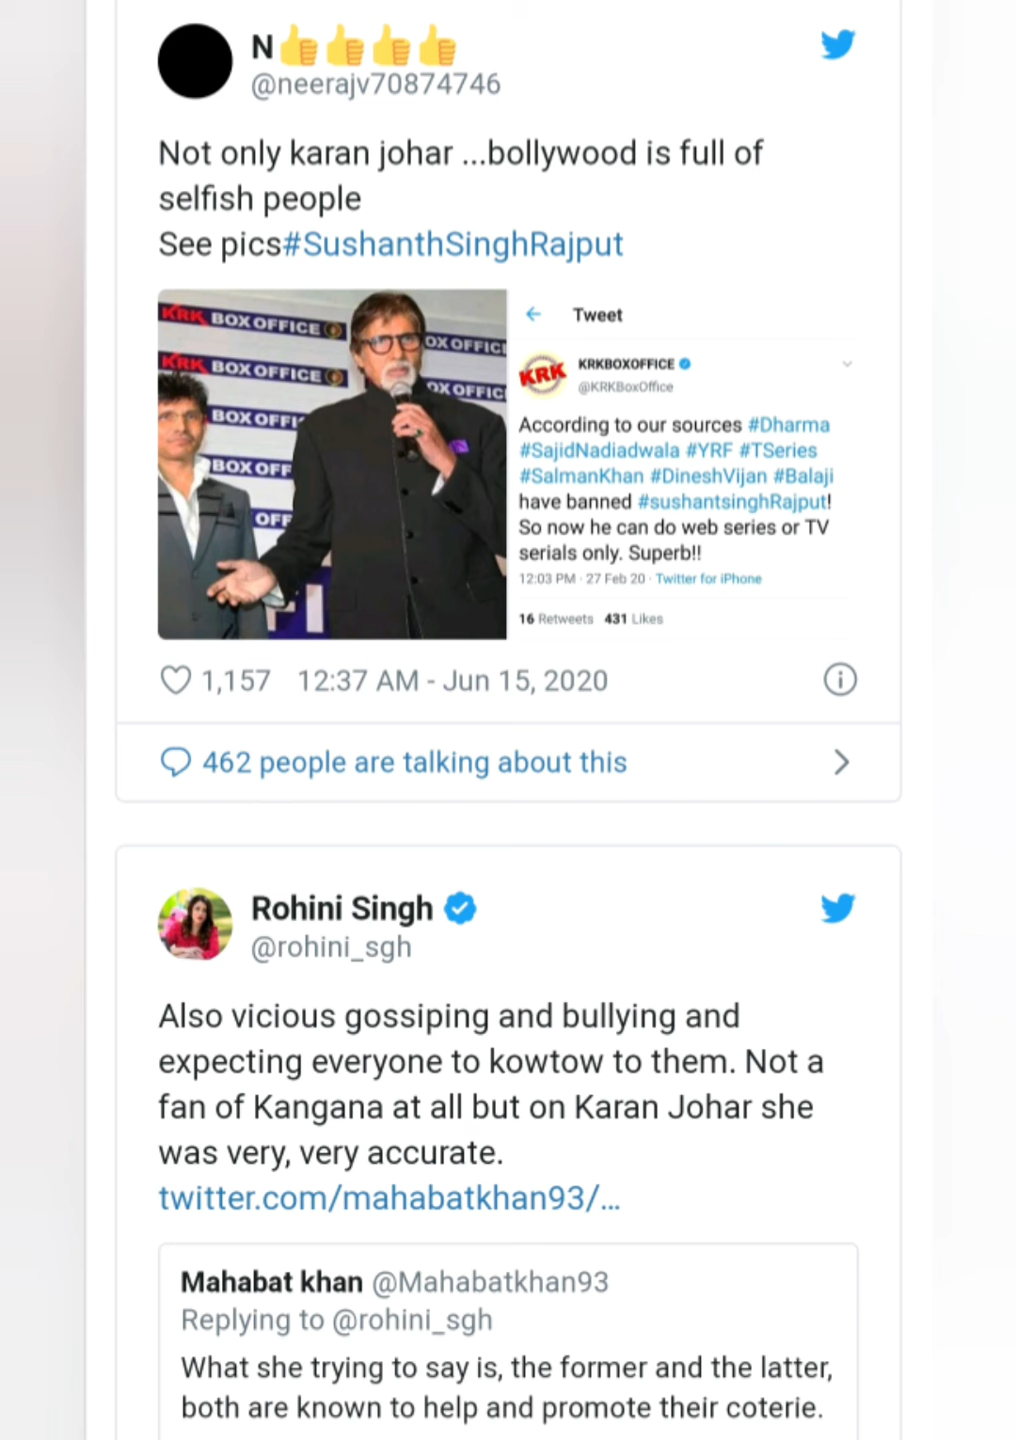 N👍👍👍👍
@neerajv70874746
Not only karan johar ...bollywood is full of
selfish people
See pics#SushanthSinghRajput
KRK BOX OFFICE
OX OFFICE
KRK BOX OFFICE
OX OFFIC
BOX OFFI
BOX OFF
OFF
← Tweet
KRK
KRKBOXOFFICE
@KRKBoxOffice
According to our sources #Dharma
#SajidNadiadwala #YRF #TSeries
#SalmanKhan #DineshVijan #Balaji
have banned #sushantsinghRajput!
So now he can do web series or TV
serials only. Superb!!
12:03 PM · 27 Feb 20 · Twitter for iPhone
16 Retweets 431 Likes
1,157 12:37 AM - Jun 15, 2020
462 people are talking about this
Rohini Singh
@rohini_sgh
Also vicious gossiping and bullying and
expecting everyone to kowtow to them. Not a
fan of Kangana at all but on Karan Johar she
was very, very accurate.
twitter.com/mahabatkhan93/...
Mahabat khan @Mahabatkhan93
Replying to @rohini_sgh
What she trying to say is, the former and the latter,
both are known to help and promote their coterie.